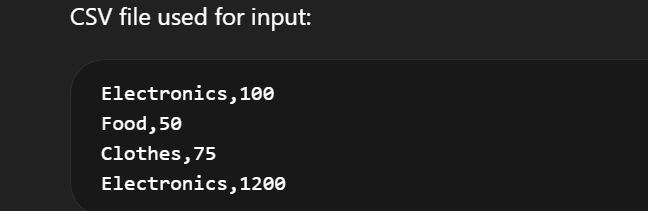 CSV file used for input:
Electronics,100
Food,50
Clothes,75
Electronics,1200